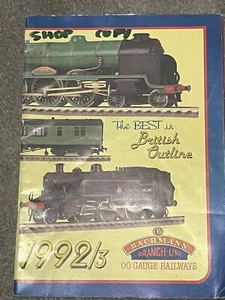 SHOP COPY
The BEST in
British
Outline
1992/3
BACHMANN
BRANCH-LINE
OO GAUGE RAILWAYS